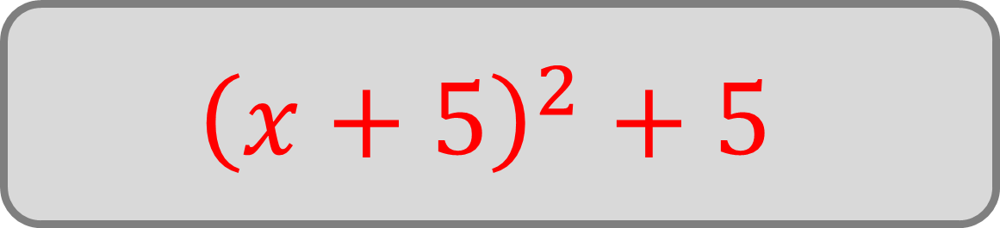 (x + 5)² + 5